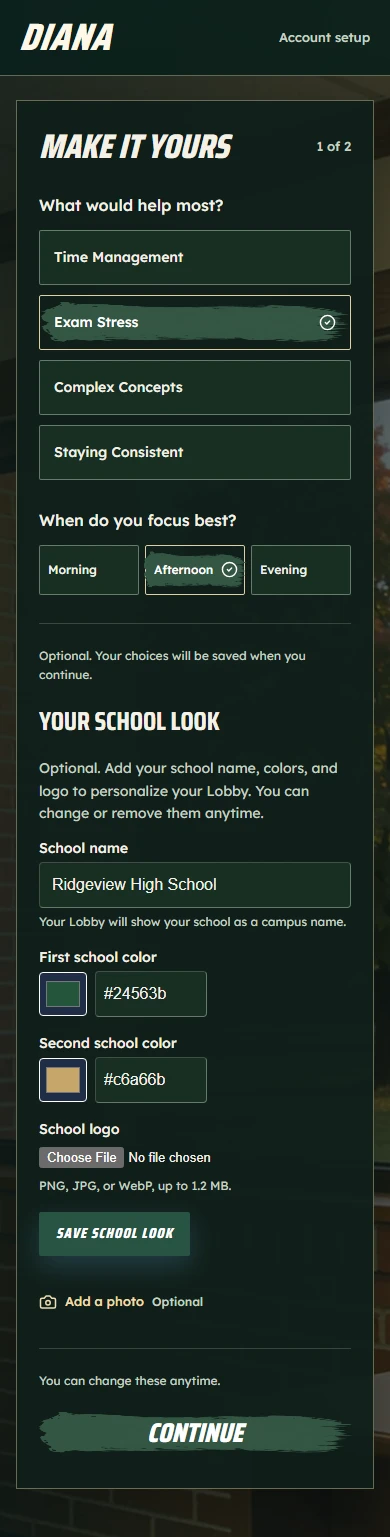 DIANA
Account setup
MAKE IT YOURS
1 of 2
What would help most?
Time Management
Exam Stress
Complex Concepts
Staying Consistent
When do you focus best?
Morning
Afternoon
Evening
Optional. Your choices will be saved when you
continue.
YOUR SCHOOL LOOK
Optional. Add your school name, colors, and
logo to personalize your Lobby. You can
change or remove them anytime.
School name
Ridgeview High School
Your Lobby will show your school as a campus name.
First school color
#24563b
Second school color
#c6a66b
School logo
Choose File No file chosen
PNG, JPG, or WebP, up to 1.2 MB.
SAVE SCHOOL LOOK
Add a photo Optional
You can change these anytime.
CONTINUE